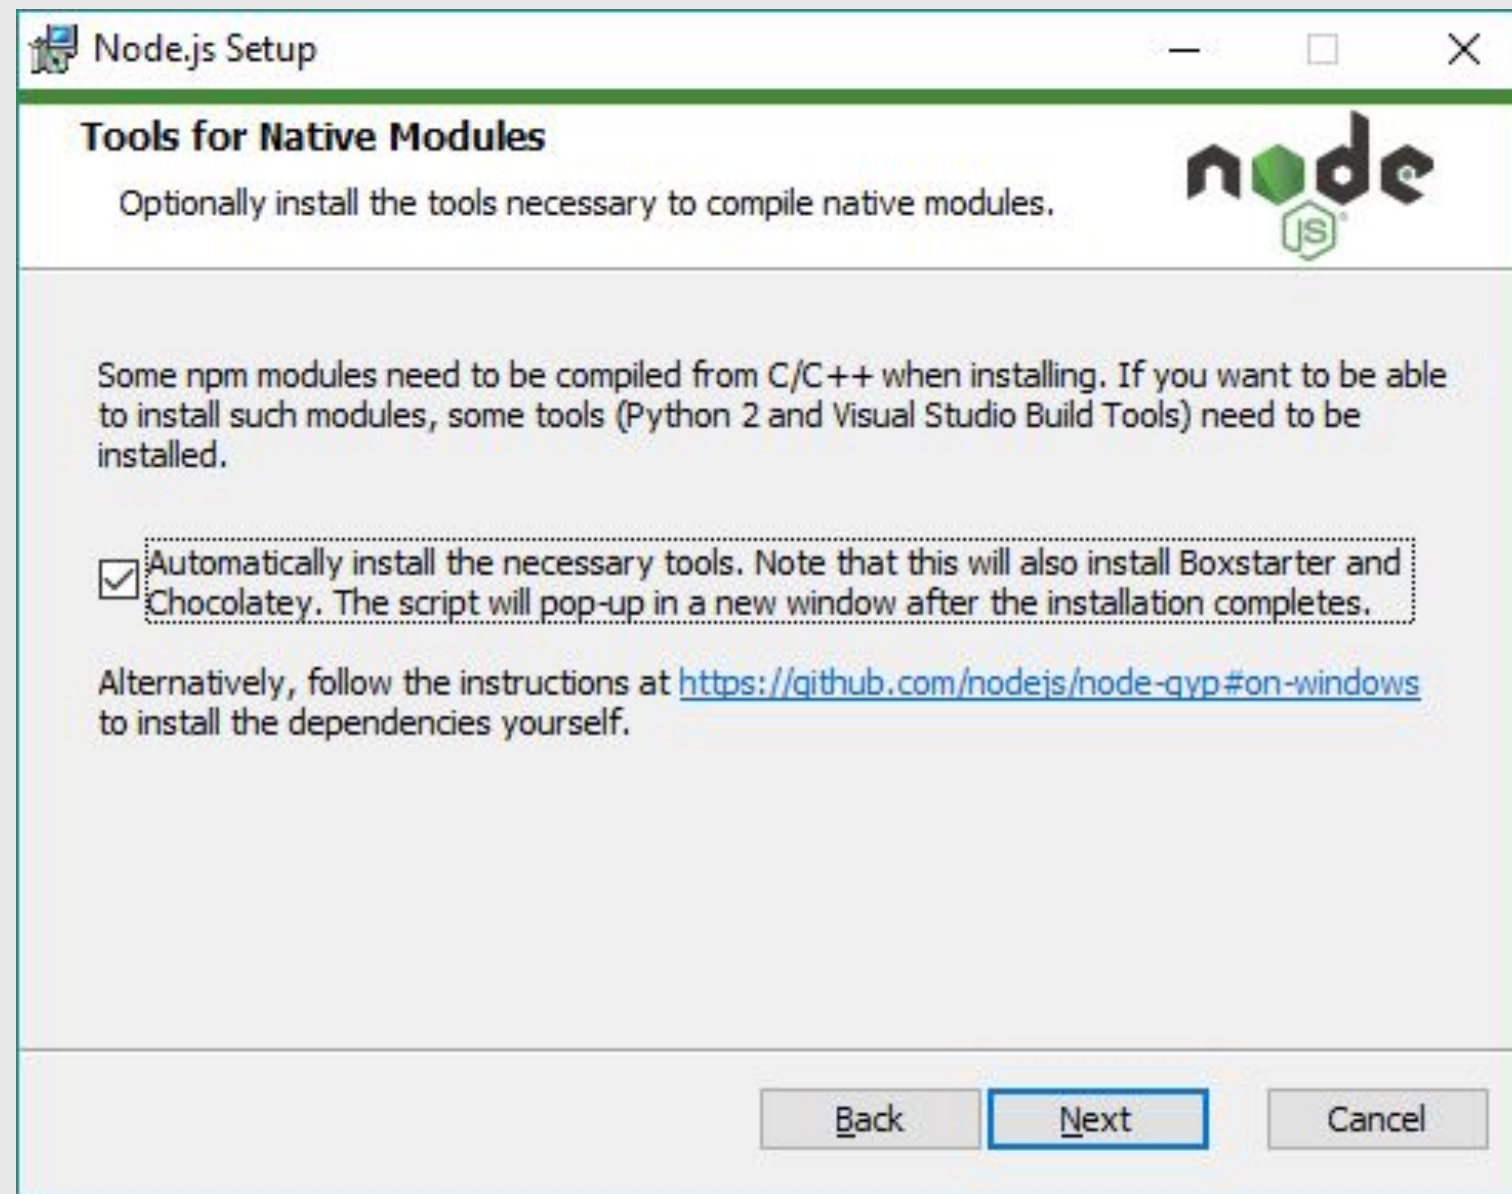 Node.js Setup
Tools for Native Modules
Optionally install the tools necessary to compile native modules.
node
JS
Some npm modules need to be compiled from C/C++ when installing. If you want to be able
to install such modules, some tools (Python 2 and Visual Studio Build Tools) need to be
installed.
Automatically install the necessary tools. Note that this will also install Boxstarter and
Chocolatey. The script will pop-up in a new window after the installation completes.
Alternatively, follow the instructions at https://github.com/nodejs/node-gyp#on-windows
to install the dependencies yourself.
Back Next Cancel